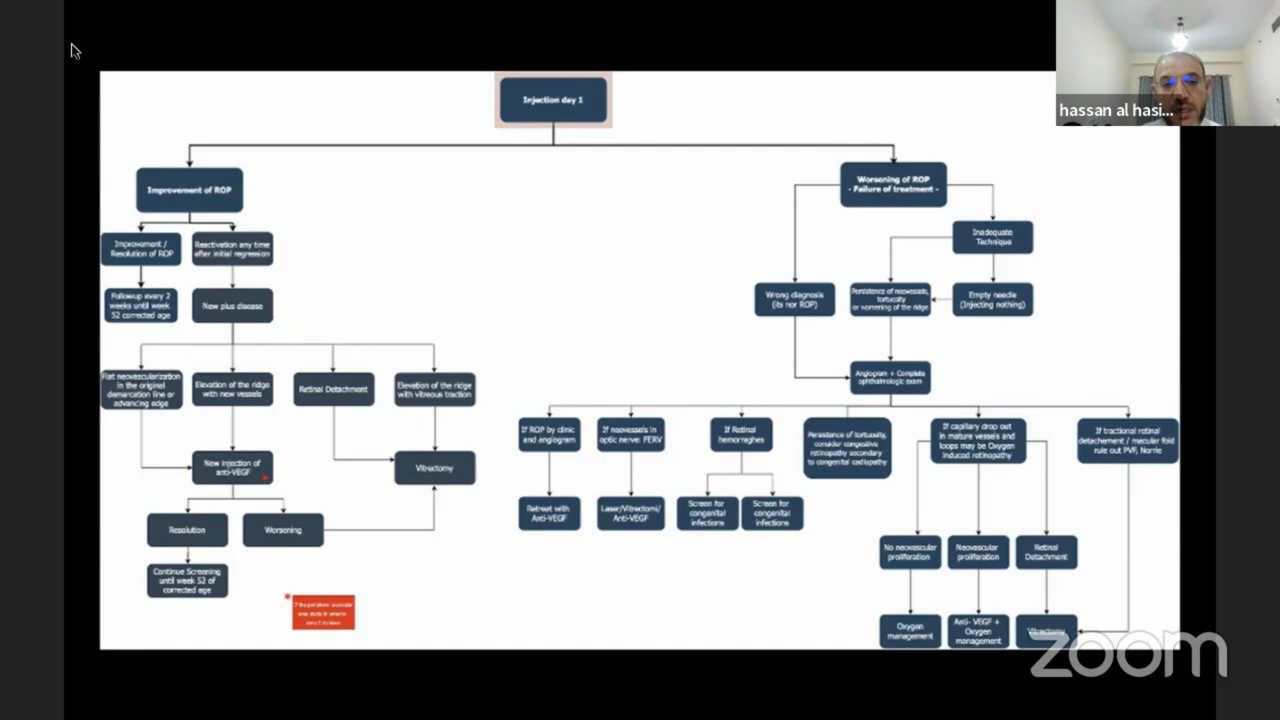 hassan al hasi...
Injection day 1
Improvement of ROP
Worsening of ROP
- Failure of treatment -
Improvement /
Resolution of ROP
Reactivation any time
after initial regression
Inadequate
Technique
Followup every 2
weeks until week
52 corrected age
New plus disease
Wrong diagnosis
(its nor ROP)
Persistence of neovessels,
tortuosity
or worsening of the ridge
Empty needle
(Injecting nothing)
Flat neovascularization
in the original
demarcation line or
advancing edge
Elevation of the ridge
with new vessels
Retinal Detachment
Elevation of the ridge
with vitreous traction
Angiogram + Complete
ophthalmologic exam
If ROP by clinic
and angiogram
If neovessels in
optic nerve: FERV
If Retinal
hemorraghes
Persistence of tortuosity,
consider congestive
retinopathy secondary
to congenital cadiopaty
If capillary drop out
in mature vessels and
loops may be Oxygen
induced retinopathy
If tractional retinal
detachement / macular fold
rule out PVF, Norrie
New injection of
anti-VEGF
Vitrectomy
Retreat with
Anti-VEGF
Laser/Vitrectomi/
Anti-VEGF
Screen for
congenital
infections
Screen for
congenital
infections
Resolution
Worsening
No neovascular
proliferation
Neovascular
proliferation
Retinal
Detachment
Continue Screening
until week 52 of
corrected age
Oxygen
management
Anti- VEGF +
Oxygen
management
Vitrectomy
zoom